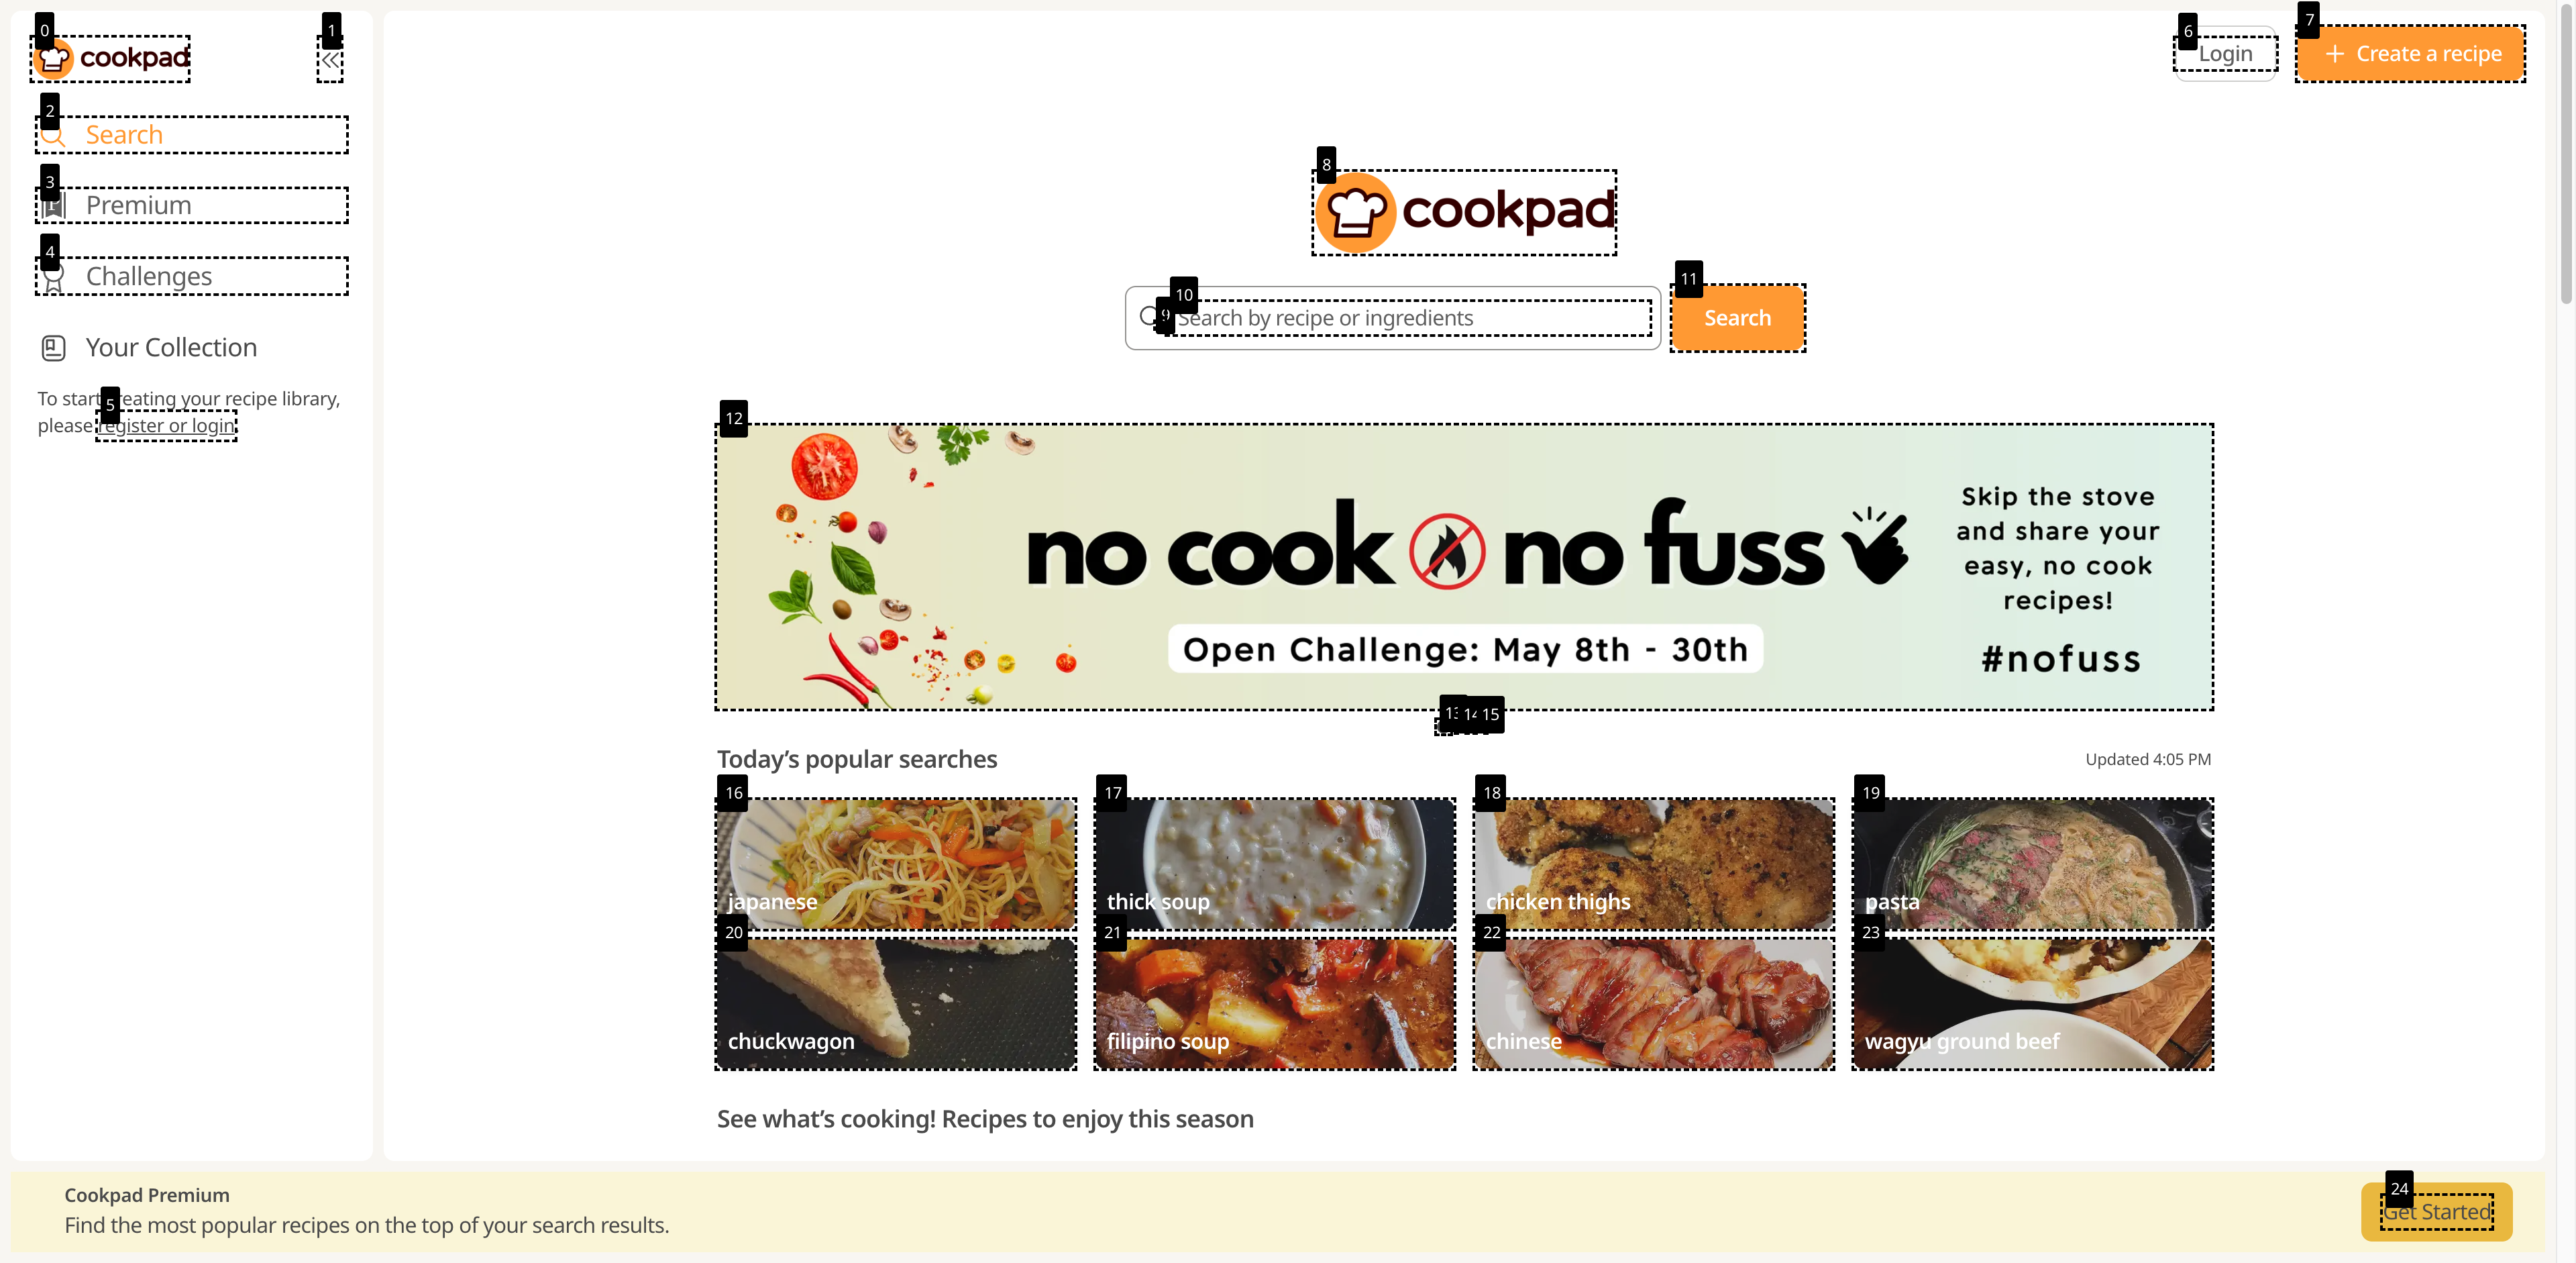 0
1
cookpad
2
Search
3
Premium
4
Challenges
Your Collection
To start creating your recipe library,
5
please register or login.
6
Login
7
Create a recipe
8
cookpad
9
10
Search by recipe or ingredients
11
Search
12
no cook no fuss
Open Challenge: May 8th - 30th
Skip the stove
and share your
easy, no cook
recipes!
#nofuss
13
14
15
Today's popular searches
Updated 4:05 PM
16
japanese
17
thick soup
18
chicken thighs
19
pasta
20
chuckwagon
21
filipino soup
22
chinese
23
wagyu ground beef
See what's cooking! Recipes to enjoy this season
Cookpad Premium
Find the most popular recipes on the top of your search results.
24
Get Started